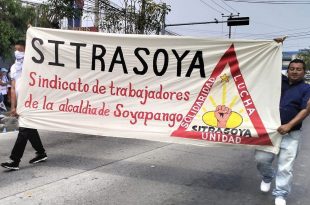 SITRASOYA
Sindicato de trabajadores
de la alcaldia de Soyapango
SOLIDARIDAD
LUCHA
SITRASOYA
UNIDAD